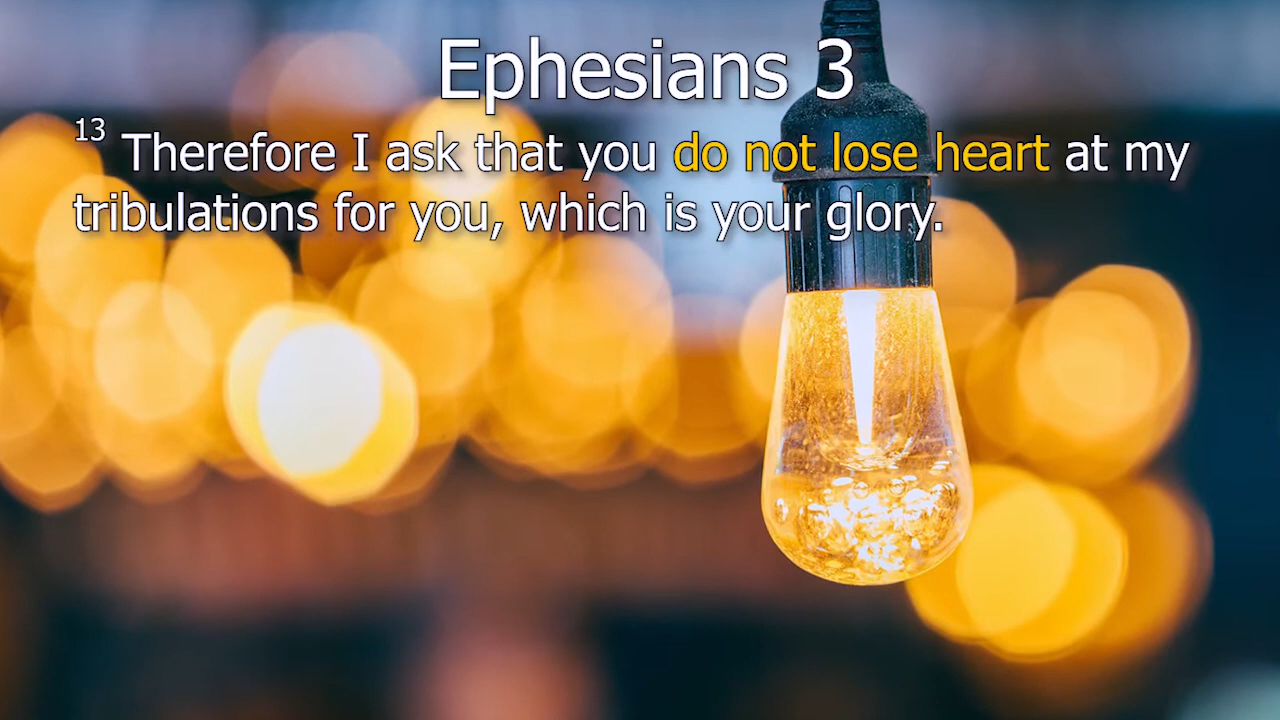 Ephesians 3
13 Therefore I ask that you do not lose heart at my
tribulations for you, which is your glory.